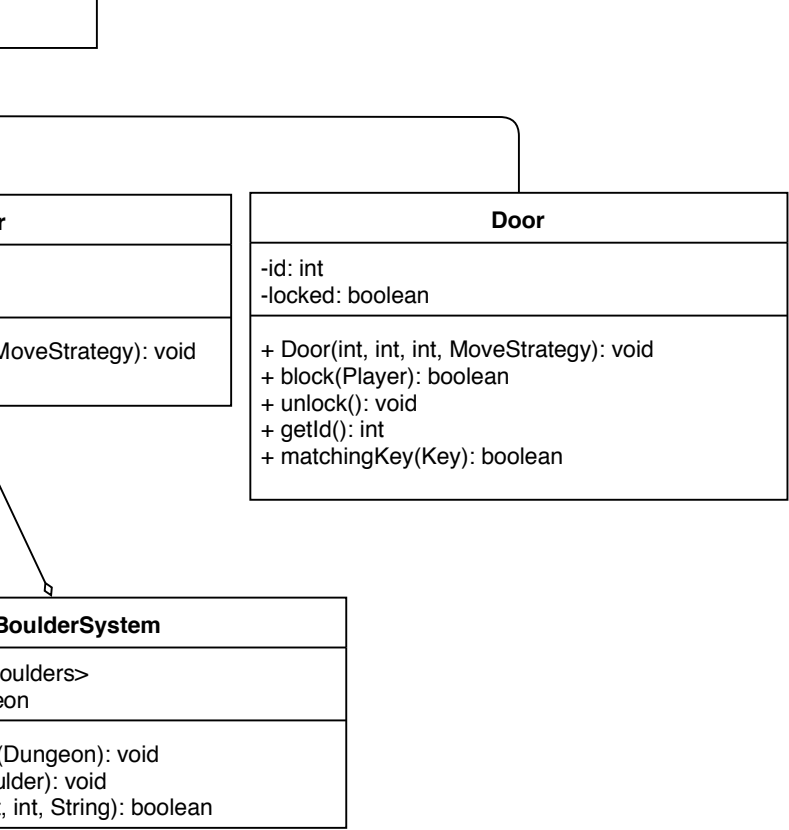 r
MoveStrategy): void
Door
-id: int
-locked: boolean
+ Door(int, int, int, MoveStrategy): void
+ block(Player): boolean
+ unlock(): void
+ getId(): int
+ matchingKey(Key): boolean
BoulderSystem
oulders>
eon
(Dungeon): void
ulder): void
, int, String): boolean